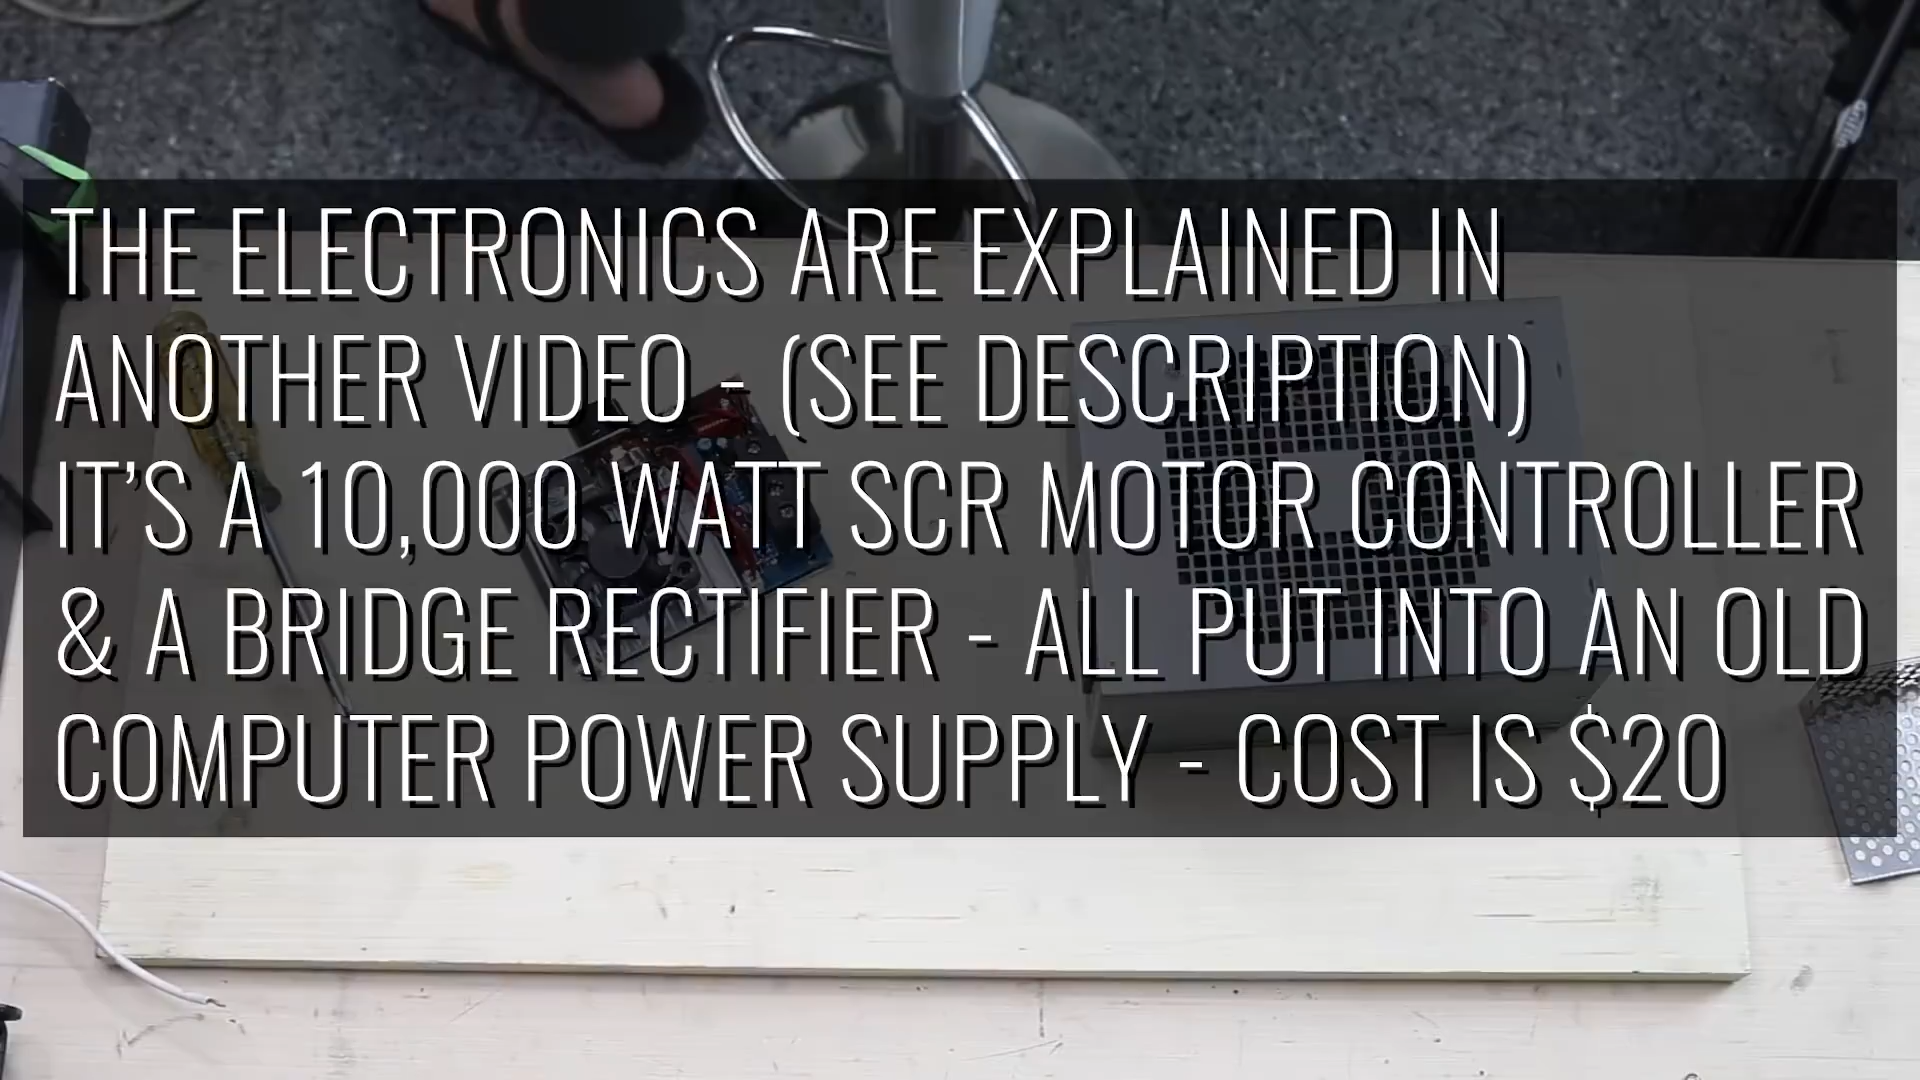 THE ELECTRONICS ARE EXPLAINED IN
ANOTHER VIDEO - (SEE DESCRIPTION)
IT’S A 10,000 WATT SCR MOTOR CONTROLLER
& A BRIDGE RECTIFIER - ALL PUT INTO AN OLD
COMPUTER POWER SUPPLY - COST IS $20